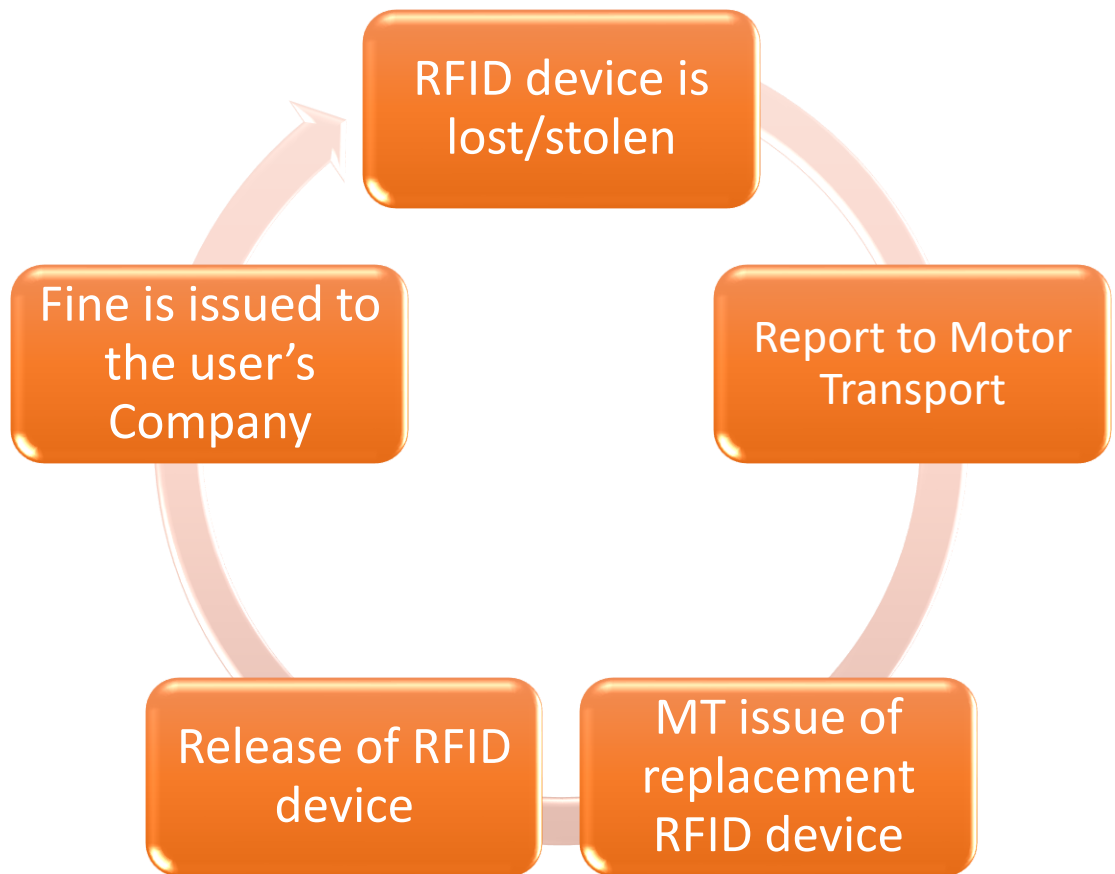 RFID device is
lost/stolen
Report to Motor
Transport
MT issue of
replacement
RFID device
Release of RFID
device
Fine is issued to
the user’s
Company